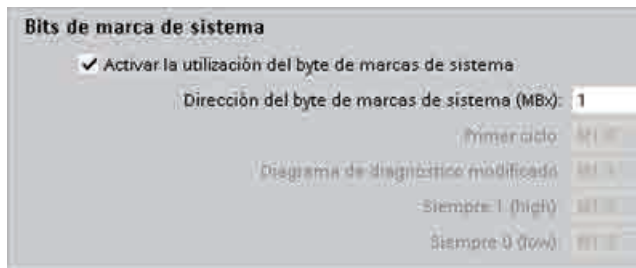 Bits de marca de sistema
Activar la utilización del byte de marcas de sistema
Dirección del byte de marcas de sistema (MBx): 1
Primer ciclo
Diagrama de diagnóstico modificado
Siempre 1 (high)
Siempre 0 (low)